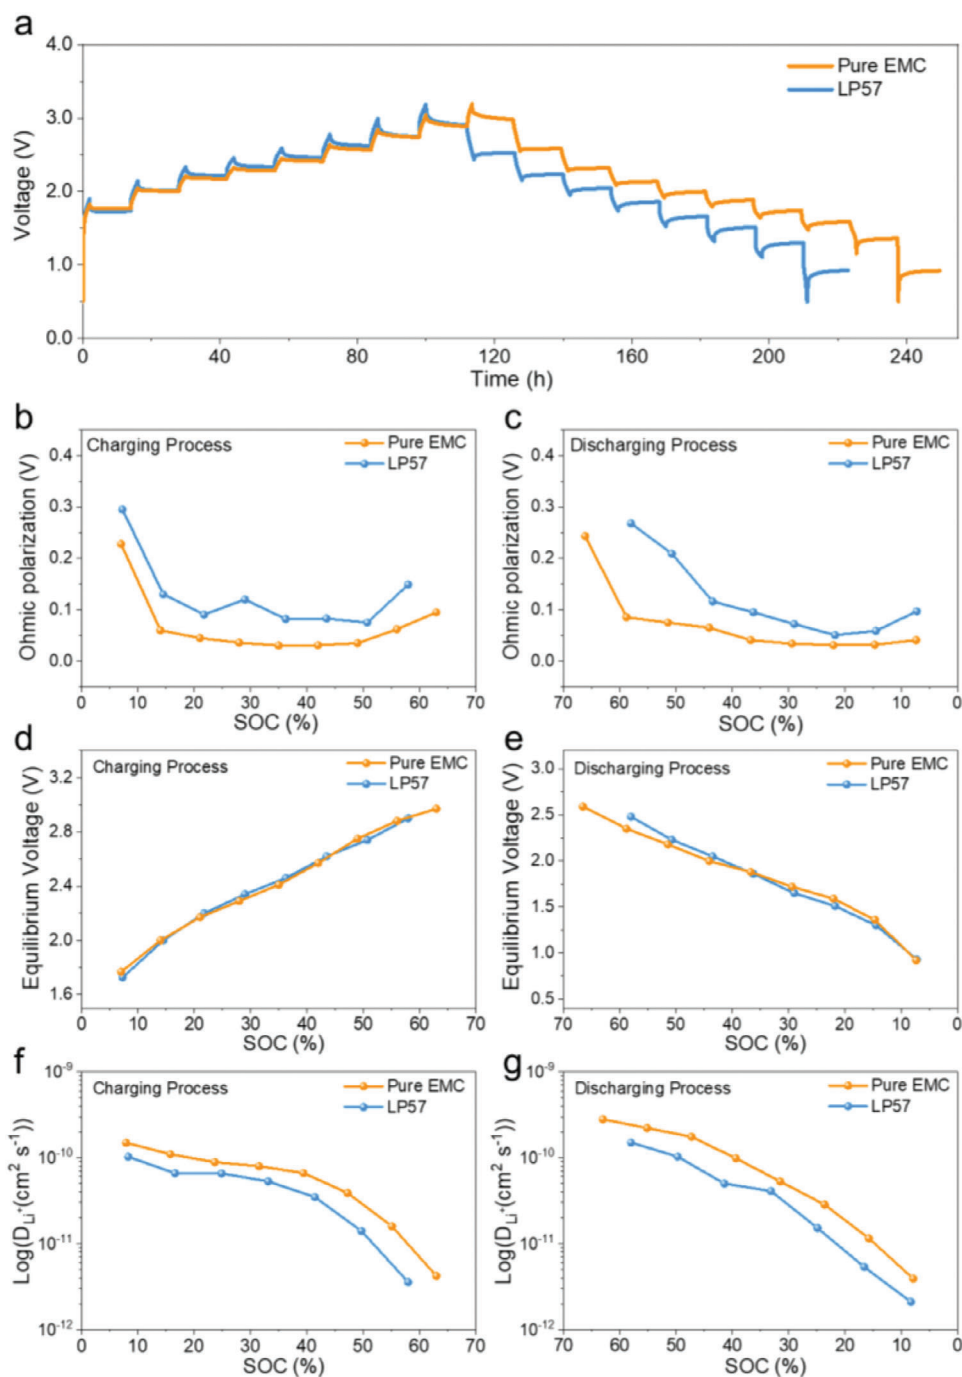 a
4.0
3.0
2.0
1.0
0.0
Voltage (V)
Pure EMC
LP57
0 40 80 120 160 200 240
Time (h)
b
Charging Process
Pure EMC
LP57
0.4
0.3
0.2
0.1
0.0
Ohmic polarization (V)
0 10 20 30 40 50 60 70
SOC (%)
c
Discharging Process
Pure EMC
LP57
0.4
0.3
0.2
0.1
0.0
Ohmic polarization (V)
70 60 50 40 30 20 10 0
SOC (%)
d
Charging Process
Pure EMC
LP57
3.2
2.8
2.4
2.0
1.6
Equilibrium Voltage (V)
0 10 20 30 40 50 60 70
SOC (%)
e
Discharging Process
Pure EMC
LP57
3.0
2.5
2.0
1.5
1.0
0.5
Equilibrium Voltage (V)
70 60 50 40 30 20 10 0
SOC (%)
f
Charging Process
Pure EMC
LP57
10⁻⁹
10⁻¹⁰
10⁻¹¹
10⁻¹²
Log(D_Li⁺(cm² s⁻¹))
0 10 20 30 40 50 60 70
SOC (%)
g
Discharging Process
Pure EMC
LP57
10⁻⁹
10⁻¹⁰
10⁻¹¹
10⁻¹²
Log(D_Li⁺(cm² s⁻¹))
70 60 50 40 30 20 10 0
SOC (%)